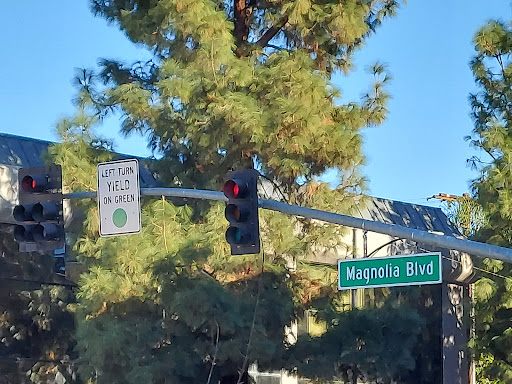 LEFT TURN
YIELD
ON GREEN
Magnolia Blvd